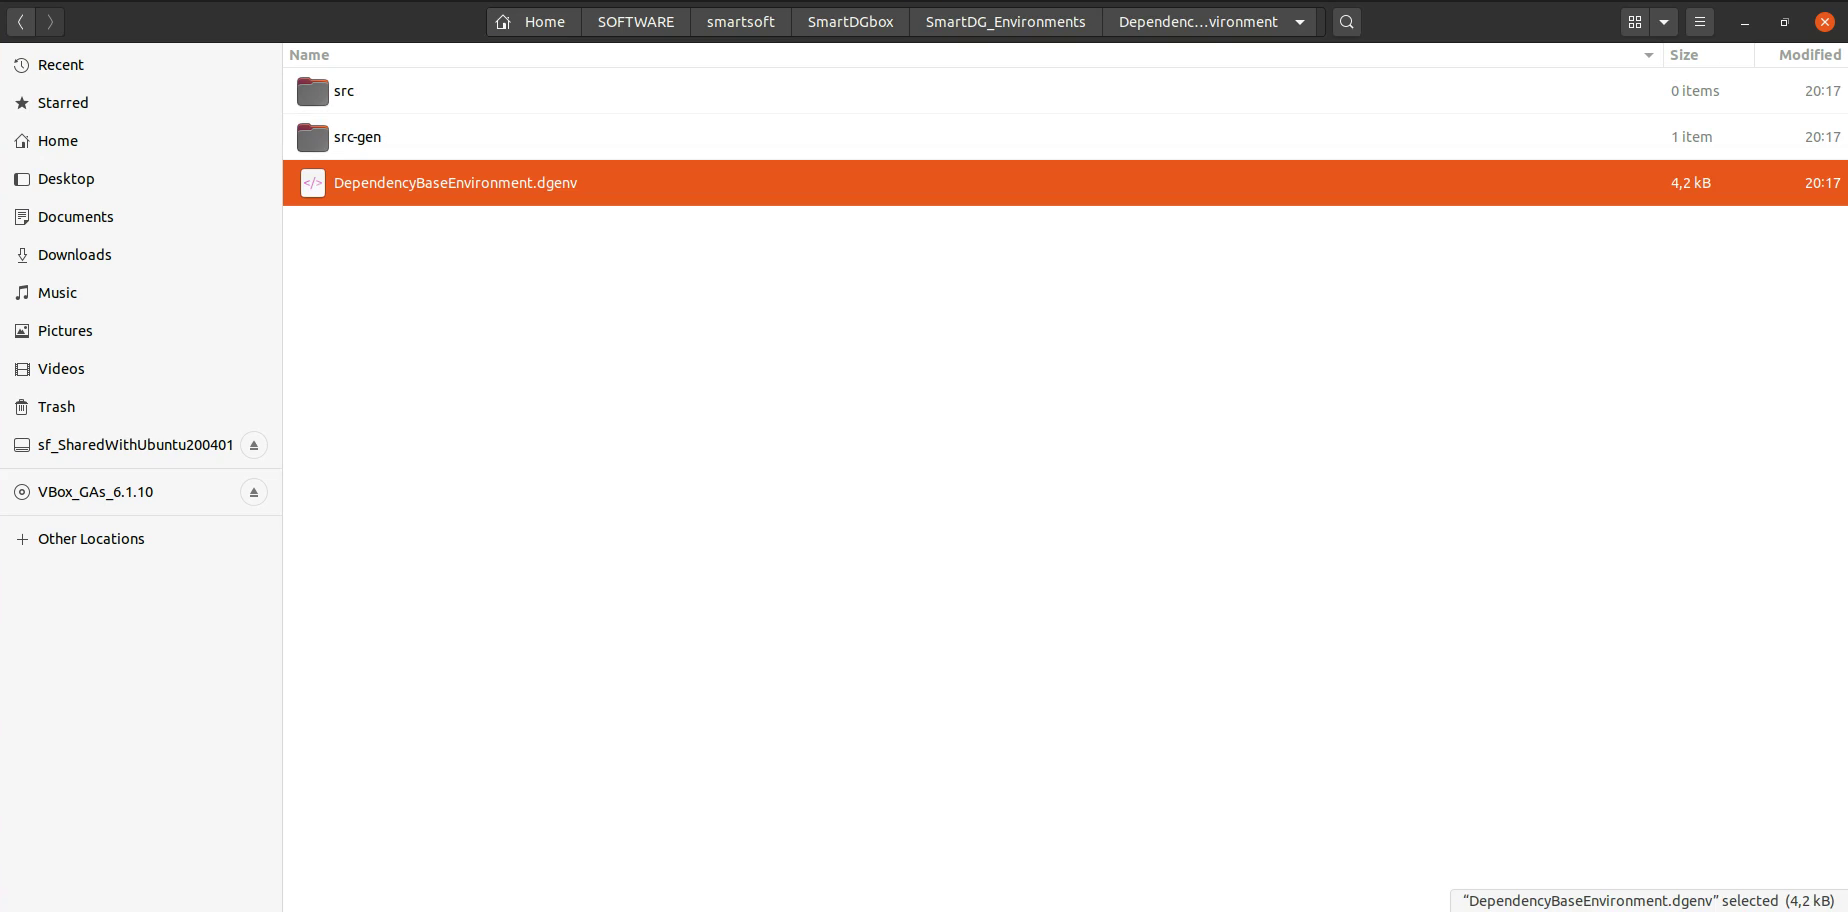 Home SOFTWARE smartsoft SmartDGbox SmartDG_Environments Dependenc...vironment
Recent
Starred
Home
Desktop
Documents
Downloads
Music
Pictures
Videos
Trash
sf_SharedWithUbuntu200401
VBox_GAs_6.1.10
Other Locations
Name Size Modified
src 0 items 20:17
src-gen 1 item 20:17
</> DependencyBaseEnvironment.dgenv 4,2 kB 20:17
“DependencyBaseEnvironment.dgenv” selected (4,2 kB)